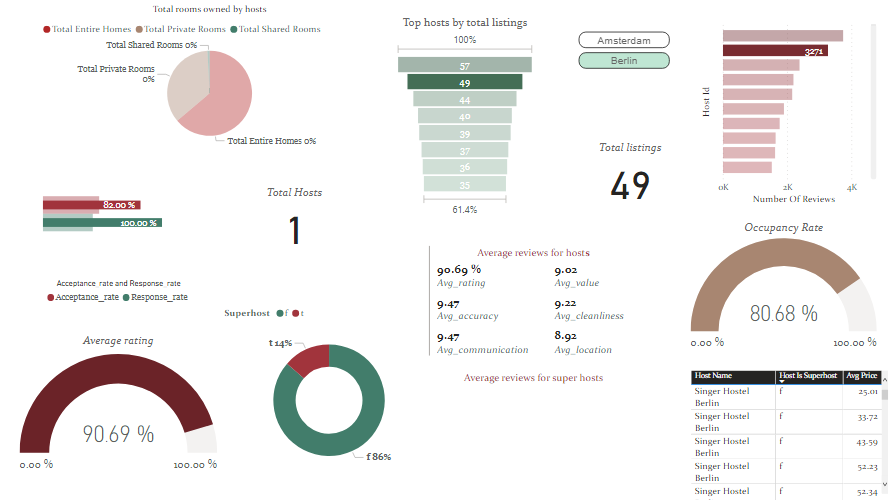 Total rooms owned by hosts
Total Entire Homes Total Private Rooms Total Shared Rooms
Total Shared Rooms 0%
Total Private Rooms
0%
Total Entire Homes 0%
Top hosts by total listings
100%
57
49
44
40
39
37
36
35
61.4%
Amsterdam
Berlin
Total listings
49
Host Id
3271
0K 2K 4K
Number Of Reviews
82.00 %
100.00 %
Acceptance_rate and Response_rate
Acceptance_rate Response_rate
Total Hosts
1
Average reviews for hosts
90.69 % 9.02
Avg_rating Avg_value
9.47 9.22
Avg_accuracy Avg_cleanliness
9.47 8.92
Avg_communication Avg_location
Average reviews for super hosts
Occupancy Rate
80.68 %
0.00 % 100.00 %
Average rating
90.69 %
0.00 % 100.00 %
Superhost f t
t 14%
f 86%
Host Name Host Is Superhost Avg Price
Singer Hostel f 25.01
Berlin
Singer Hostel f 33.72
Berlin
Singer Hostel f 43.59
Berlin
Singer Hostel f 52.23
Berlin
Singer Hostel f 52.34
Berlin